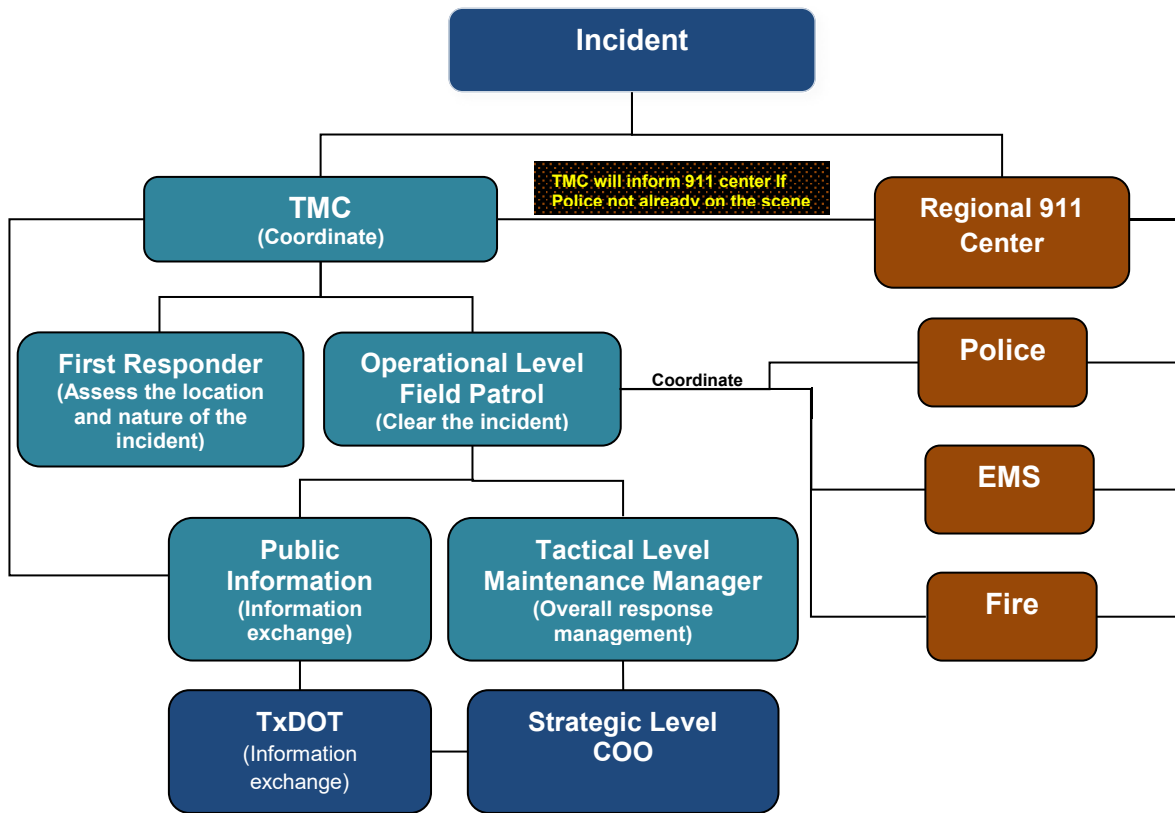 Incident
TMC will inform 911 center If
Police not already on the scene
TMC
(Coordinate)
Regional 911
Center
First Responder
(Assess the location
and nature of the
incident)
Operational Level
Field Patrol
(Clear the incident)
Coordinate
Police
EMS
Public
Information
(Information
exchange)
Tactical Level
Maintenance Manager
(Overall response
management)
Fire
TxDOT
(Information
exchange)
Strategic Level
COO